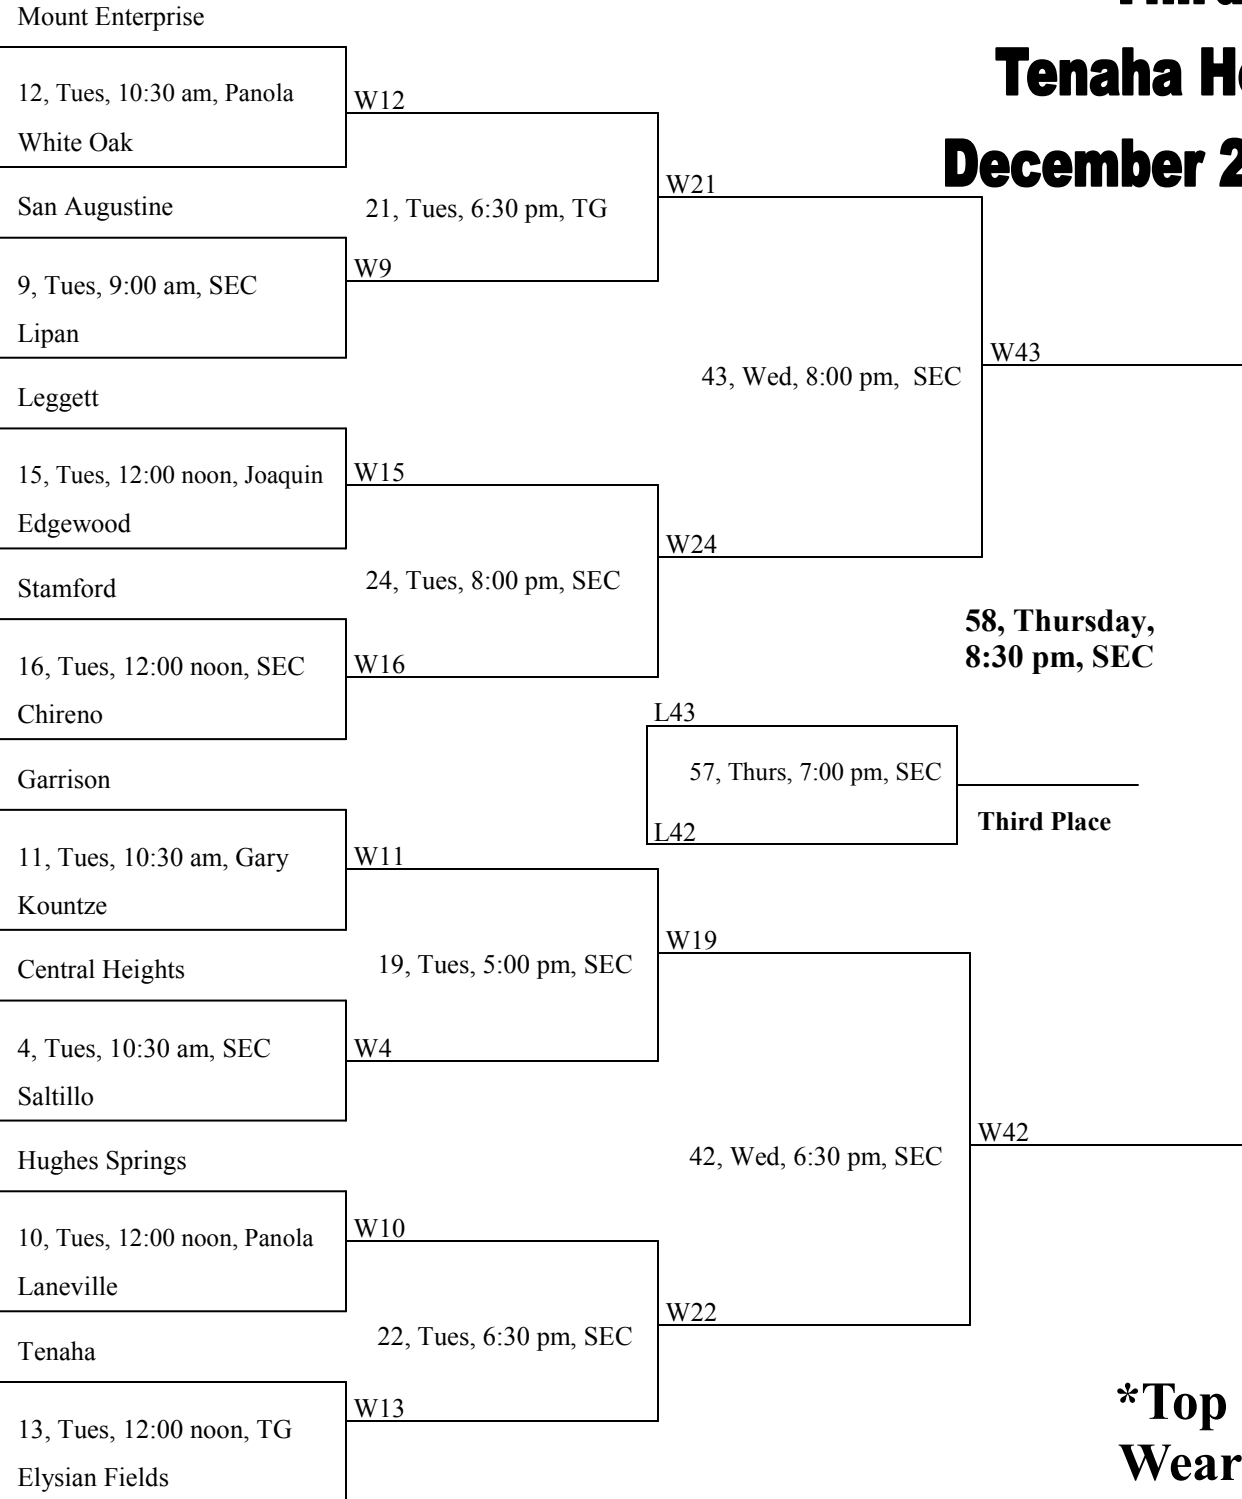 Mount Enterprise
Tenaha
December
12, Tues, 10:30 am, Panola
W12
White Oak
W21
San Augustine
21, Tues, 6:30 pm, TG
W9
9, Tues, 9:00 am, SEC
Lipan
W43
43, Wed, 8:00 pm, SEC
Leggett
15, Tues, 12:00 noon, Joaquin
W15
Edgewood
W24
Stamford
24, Tues, 8:00 pm, SEC
58, Thursday,
8:30 pm, SEC
16, Tues, 12:00 noon, SEC
W16
Chireno
L43
Garrison
57, Thurs, 7:00 pm, SEC
Third Place
L42
11, Tues, 10:30 am, Gary
W11
Kountze
W19
Central Heights
19, Tues, 5:00 pm, SEC
4, Tues, 10:30 am, SEC
W4
Saltillo
W42
Hughes Springs
42, Wed, 6:30 pm, SEC
10, Tues, 12:00 noon, Panola
W10
Laneville
W22
Tenaha
22, Tues, 6:30 pm, SEC
*Top
W13
13, Tues, 12:00 noon, TG
Wear
Elysian Fields